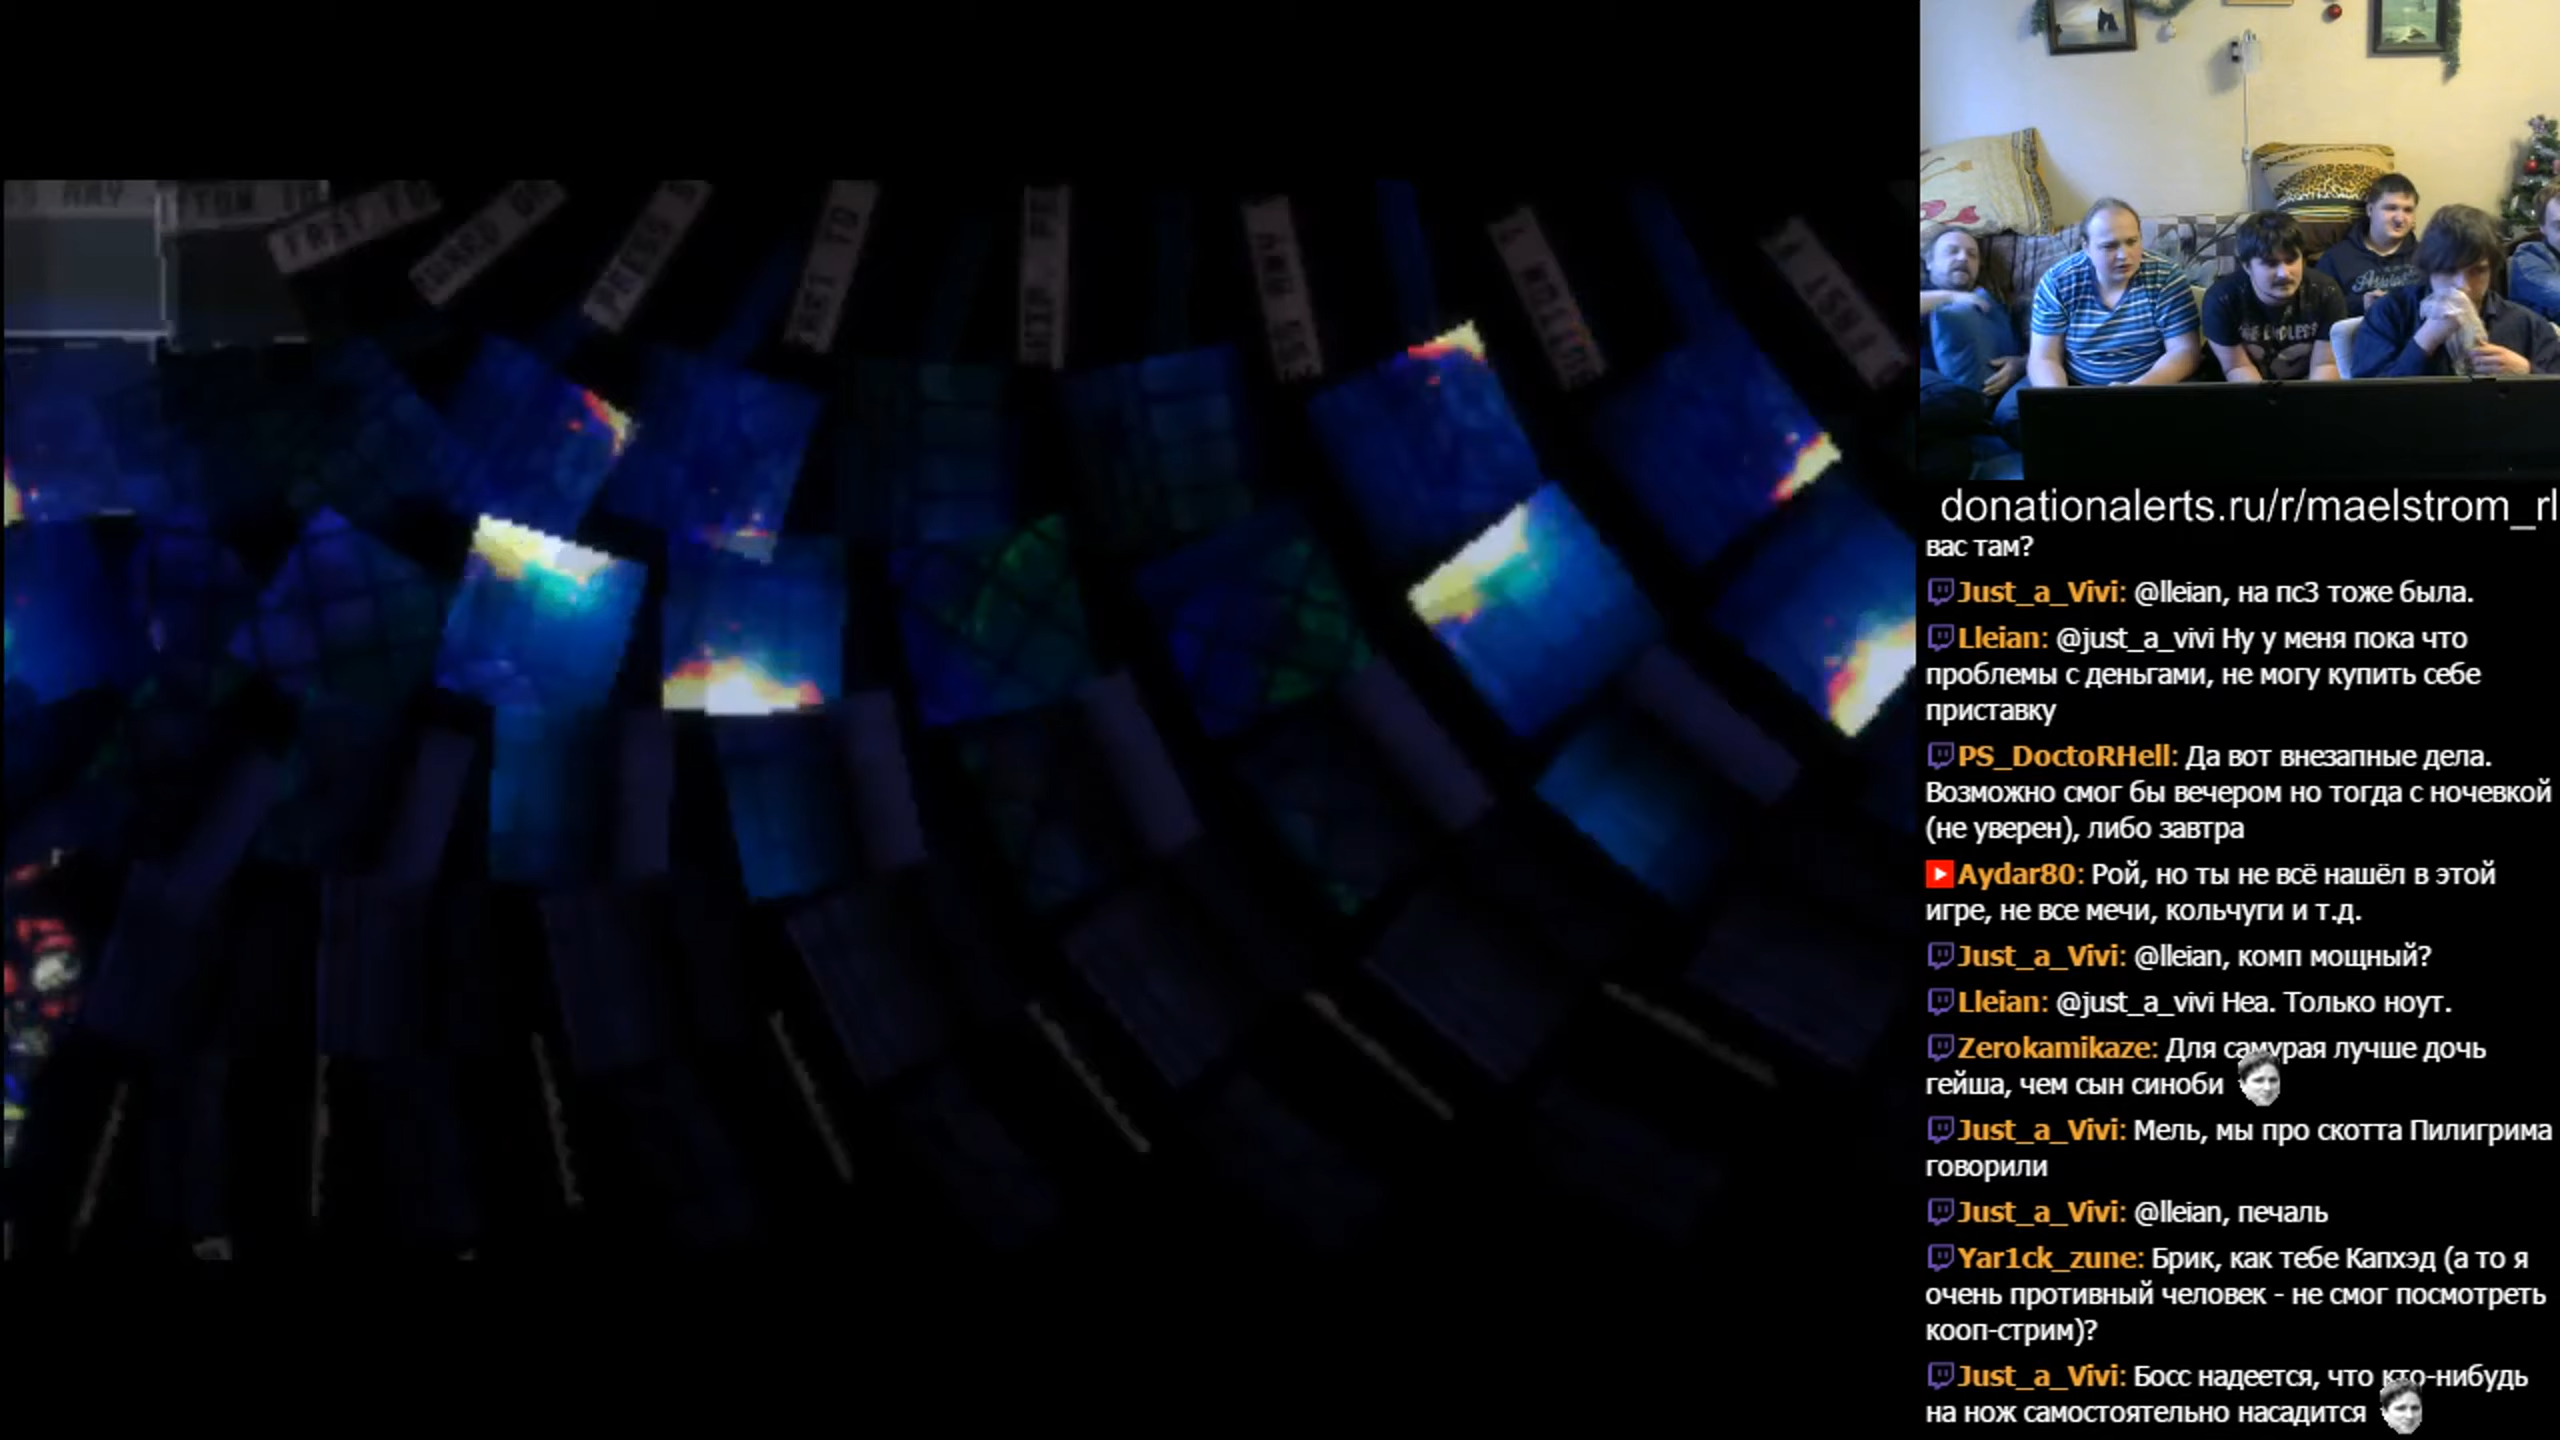 FAST TO
PRESS S
donationalerts.ru/r/maelstrom_rl
вас там?
Just_a_Vivi: @lleian, на пс3 тоже была.
Lleian: @just_a_vivi Ну у меня пока что
проблемы с деньгами, не могу купить себе
приставку
PS_DoctoRHell: Да вот внезапные дела.
Возможно смог бы вечером но тогда с ночевкой
(не уверен), либо завтра
Aydar80: Рой, но ты не всё нашёл в этой
игре, не все мечи, кольчуги и т.д.
Just_a_Vivi: @lleian, комп мощный?
Lleian: @just_a_vivi Неа. Только ноут.
Zerokamikaze: Для самурая лучше дочь
гейша, чем сын синоби
Just_a_Vivi: Мель, мы про скотта Пилигрима
говорили
Just_a_Vivi: @lleian, печаль
Yar1ck_zune: Брик, как тебе Капхэд (а то я
очень противный человек - не смог посмотреть
кооп-стрим)?
Just_a_Vivi: Босс надеется, что кто-нибудь
на нож самостоятельно насадится